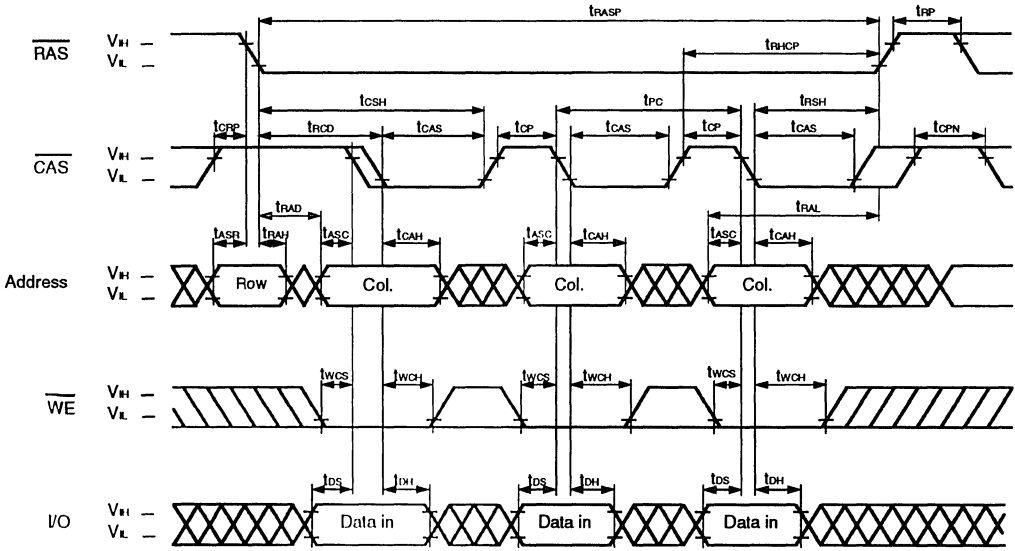 tRASP tRP
RAS VIH VIL tRHCP
tCSH tPC tRSH
tCRP tRCD tCAS tCP tCAS tCP tCAS tCPN
CAS VIH VIL
tRAD tRAL
tASR tRAH tASC tCAH tASC tCAH tASC tCAH
Address VIH VIL Row Col. Col. Col.
tWCS tWCH tWCS tWCH tWCS tWCH
WE VIH VIL
tDS tDH tDS tDH tDS tDH
I/O VIH VIL Data in Data in Data in